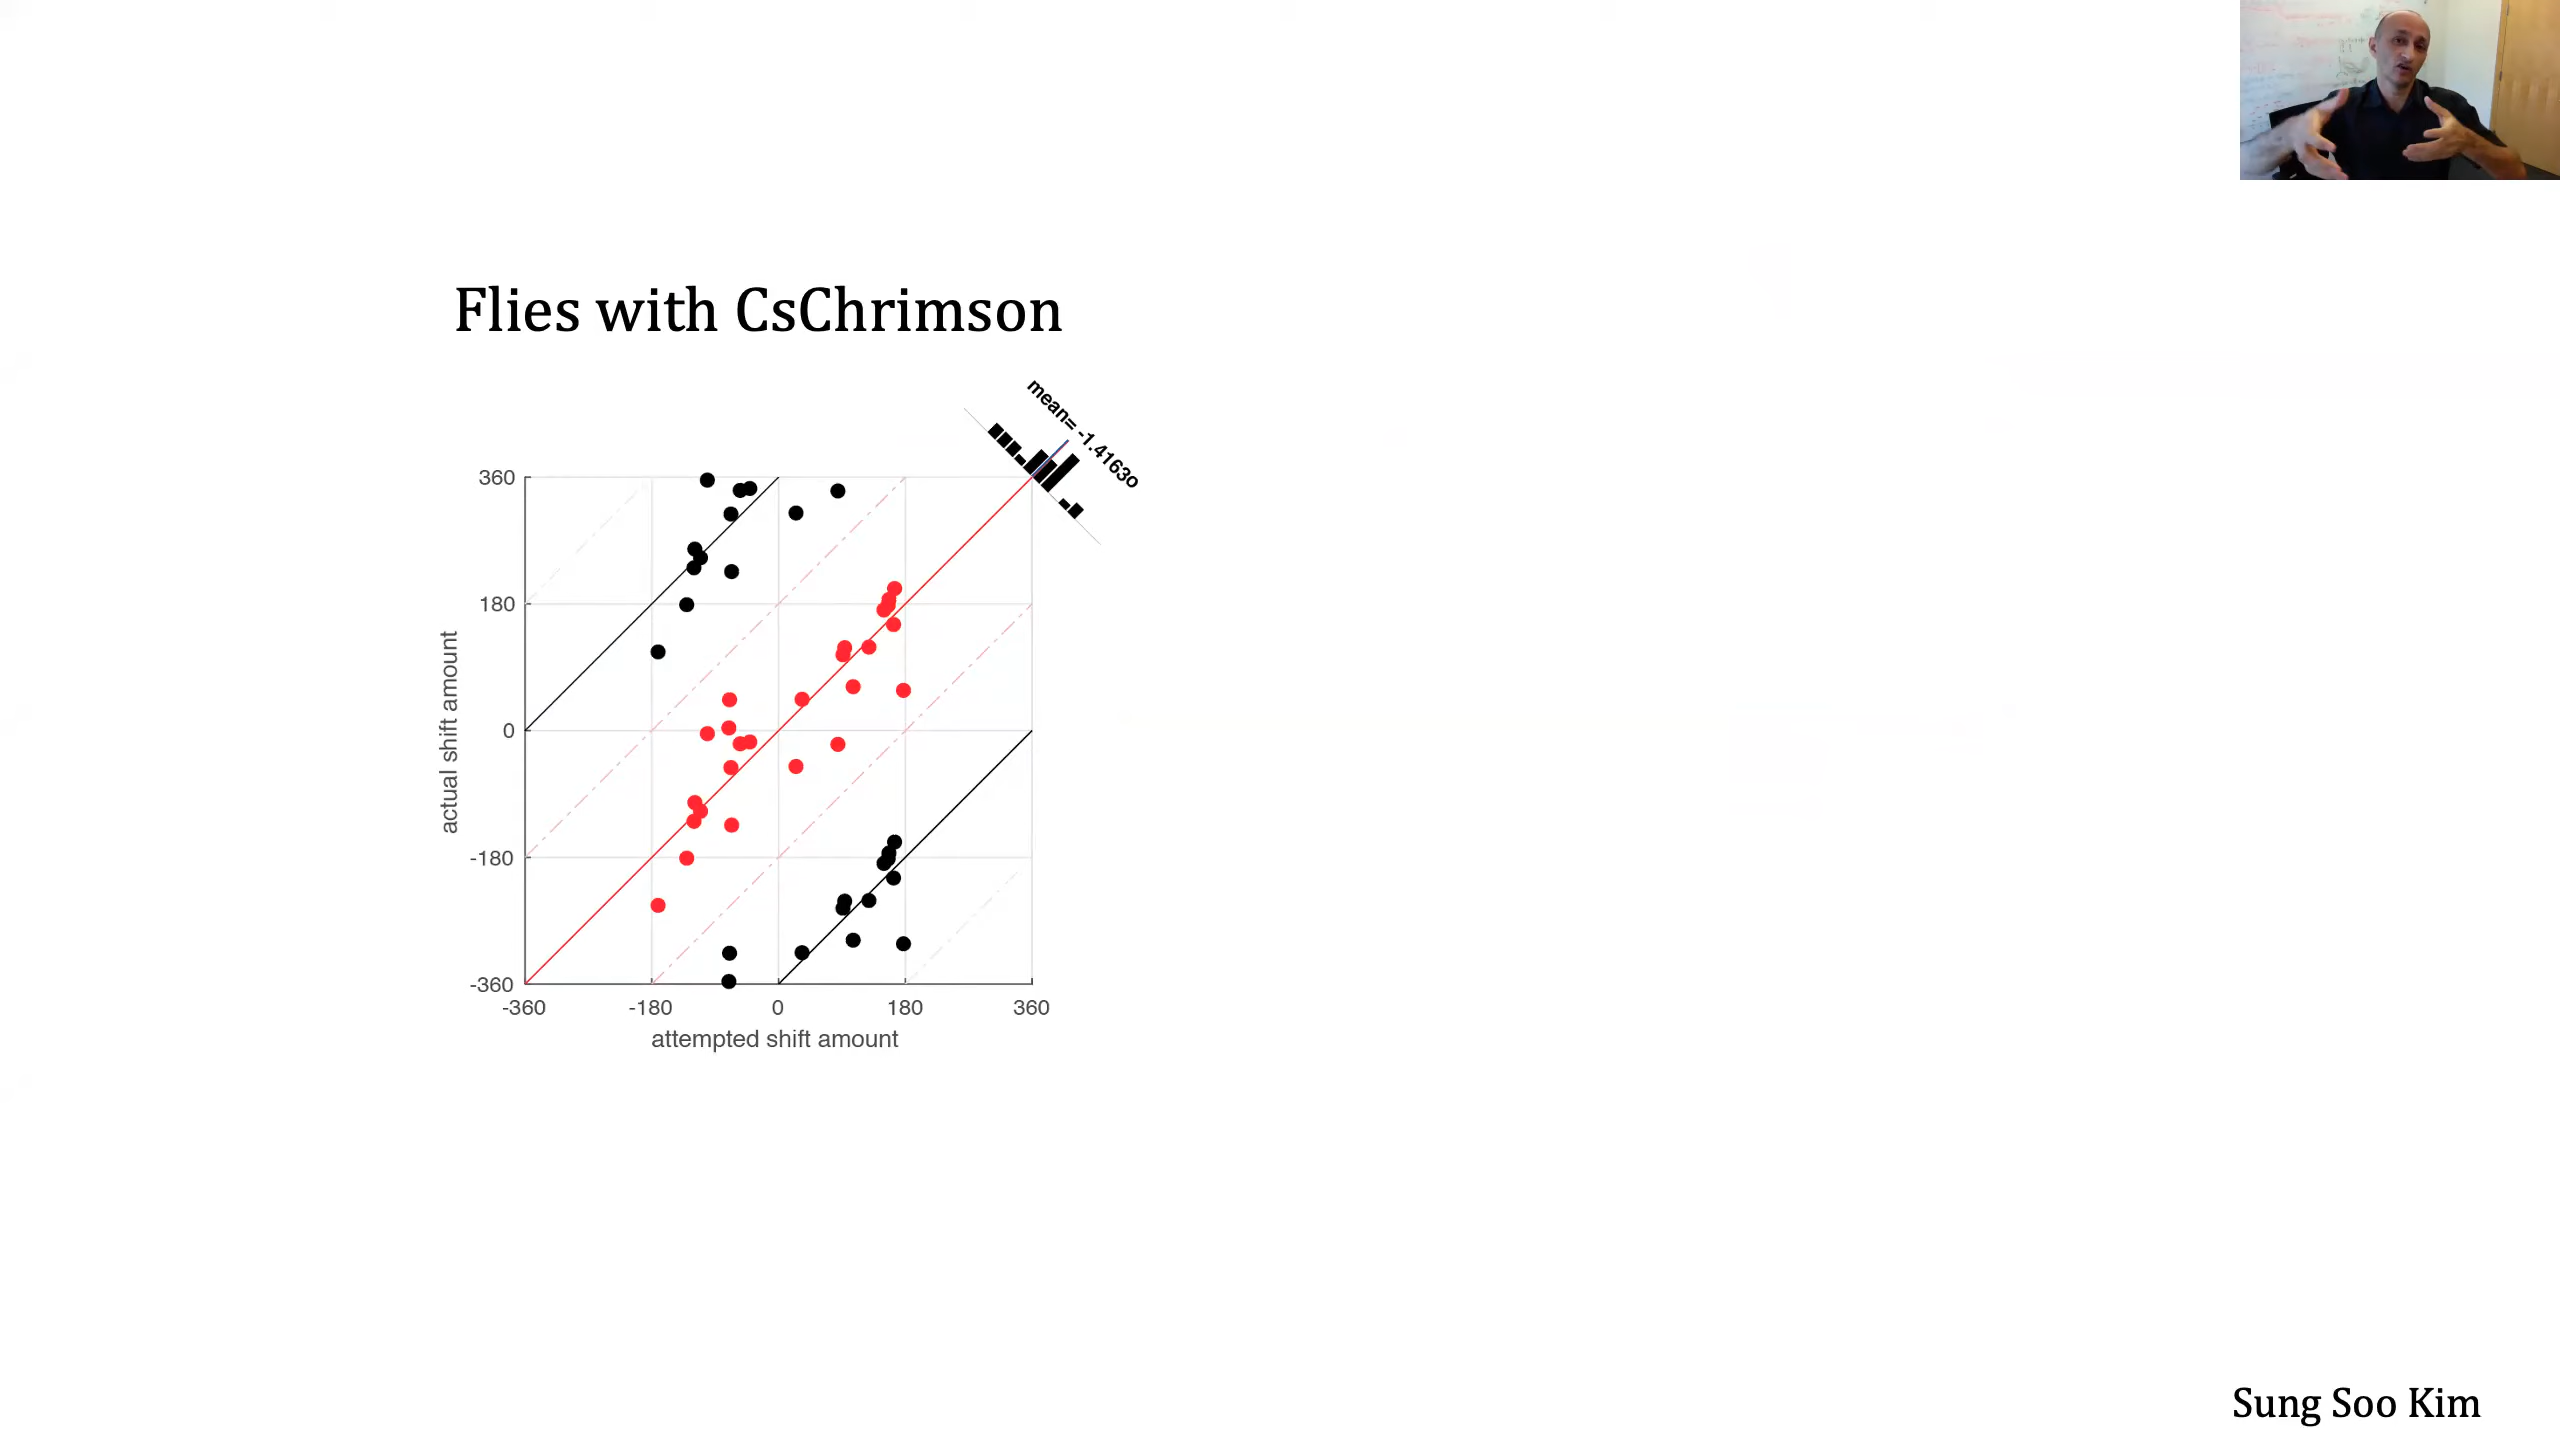 Flies with CsChrimson
mean= -1.4163o
360
180
0
-180
-360
actual shift amount
-360
-180
0
180
360
attempted shift amount
Sung Soo Kim